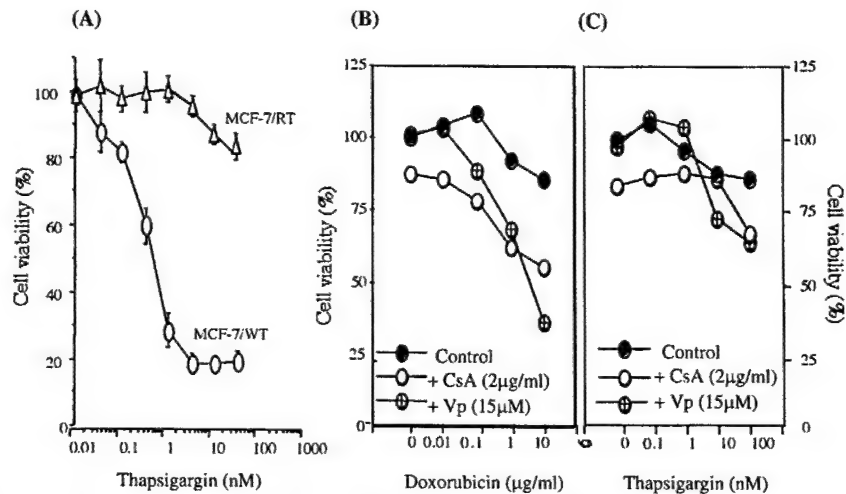 (A)
100
80
60
40
20
0
Cell viability (%)
MCF-7/RT
MCF-7/WT
0.01
0.1
1
10
100
1000
Thapsigargin (nM)
(B)
125
100
75
50
25
0
Cell viability (%)
Control
+ CsA (2µg/ml)
+ Vp (15µM)
0
0.01
0.1
1
10
Doxorubicin (µg/ml)
(C)
125
100
75
50
25
0
Cell viability (%)
Control
+ CsA (2µg/ml)
+ Vp (15µM)
0
0
0.1
1
10
100
Thapsigargin (nM)